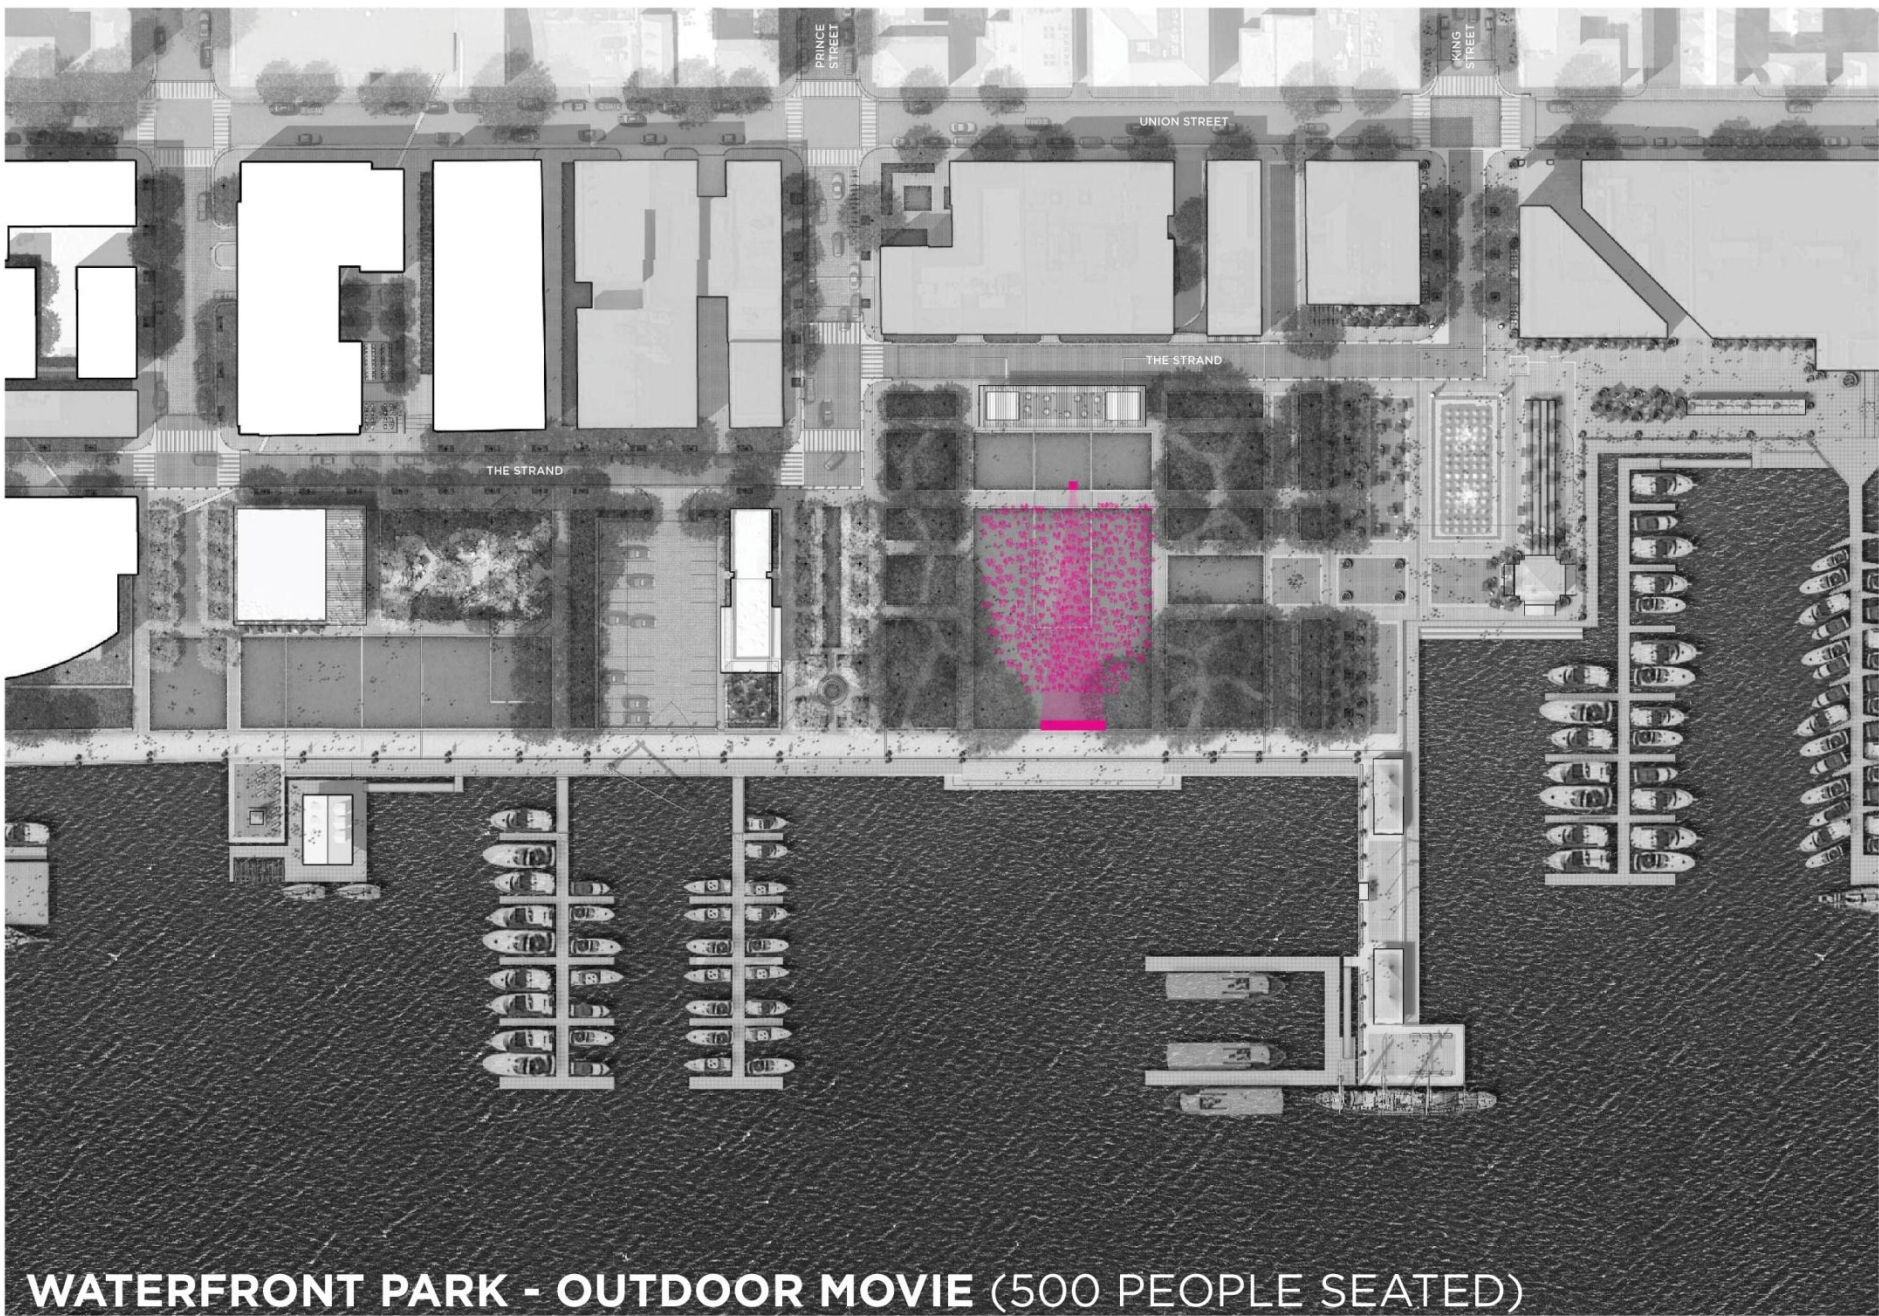 PRINCE
STREET
KING
STREET
UNION STREET
THE STRAND
THE STRAND
WATERFRONT PARK - OUTDOOR MOVIE (500 PEOPLE SEATED)